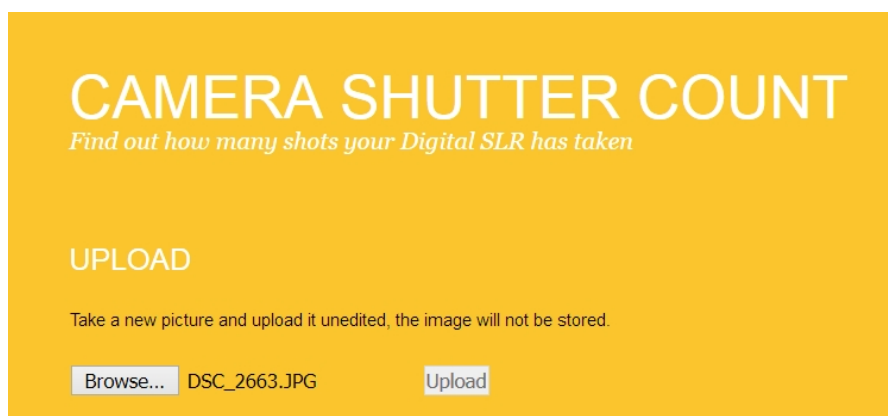 CAMERA SHUTTER COUNT
Find out how many shots your Digital SLR has taken
UPLOAD
Take a new picture and upload it unedited, the image will not be stored.
Browse... DSC_2663.JPG Upload